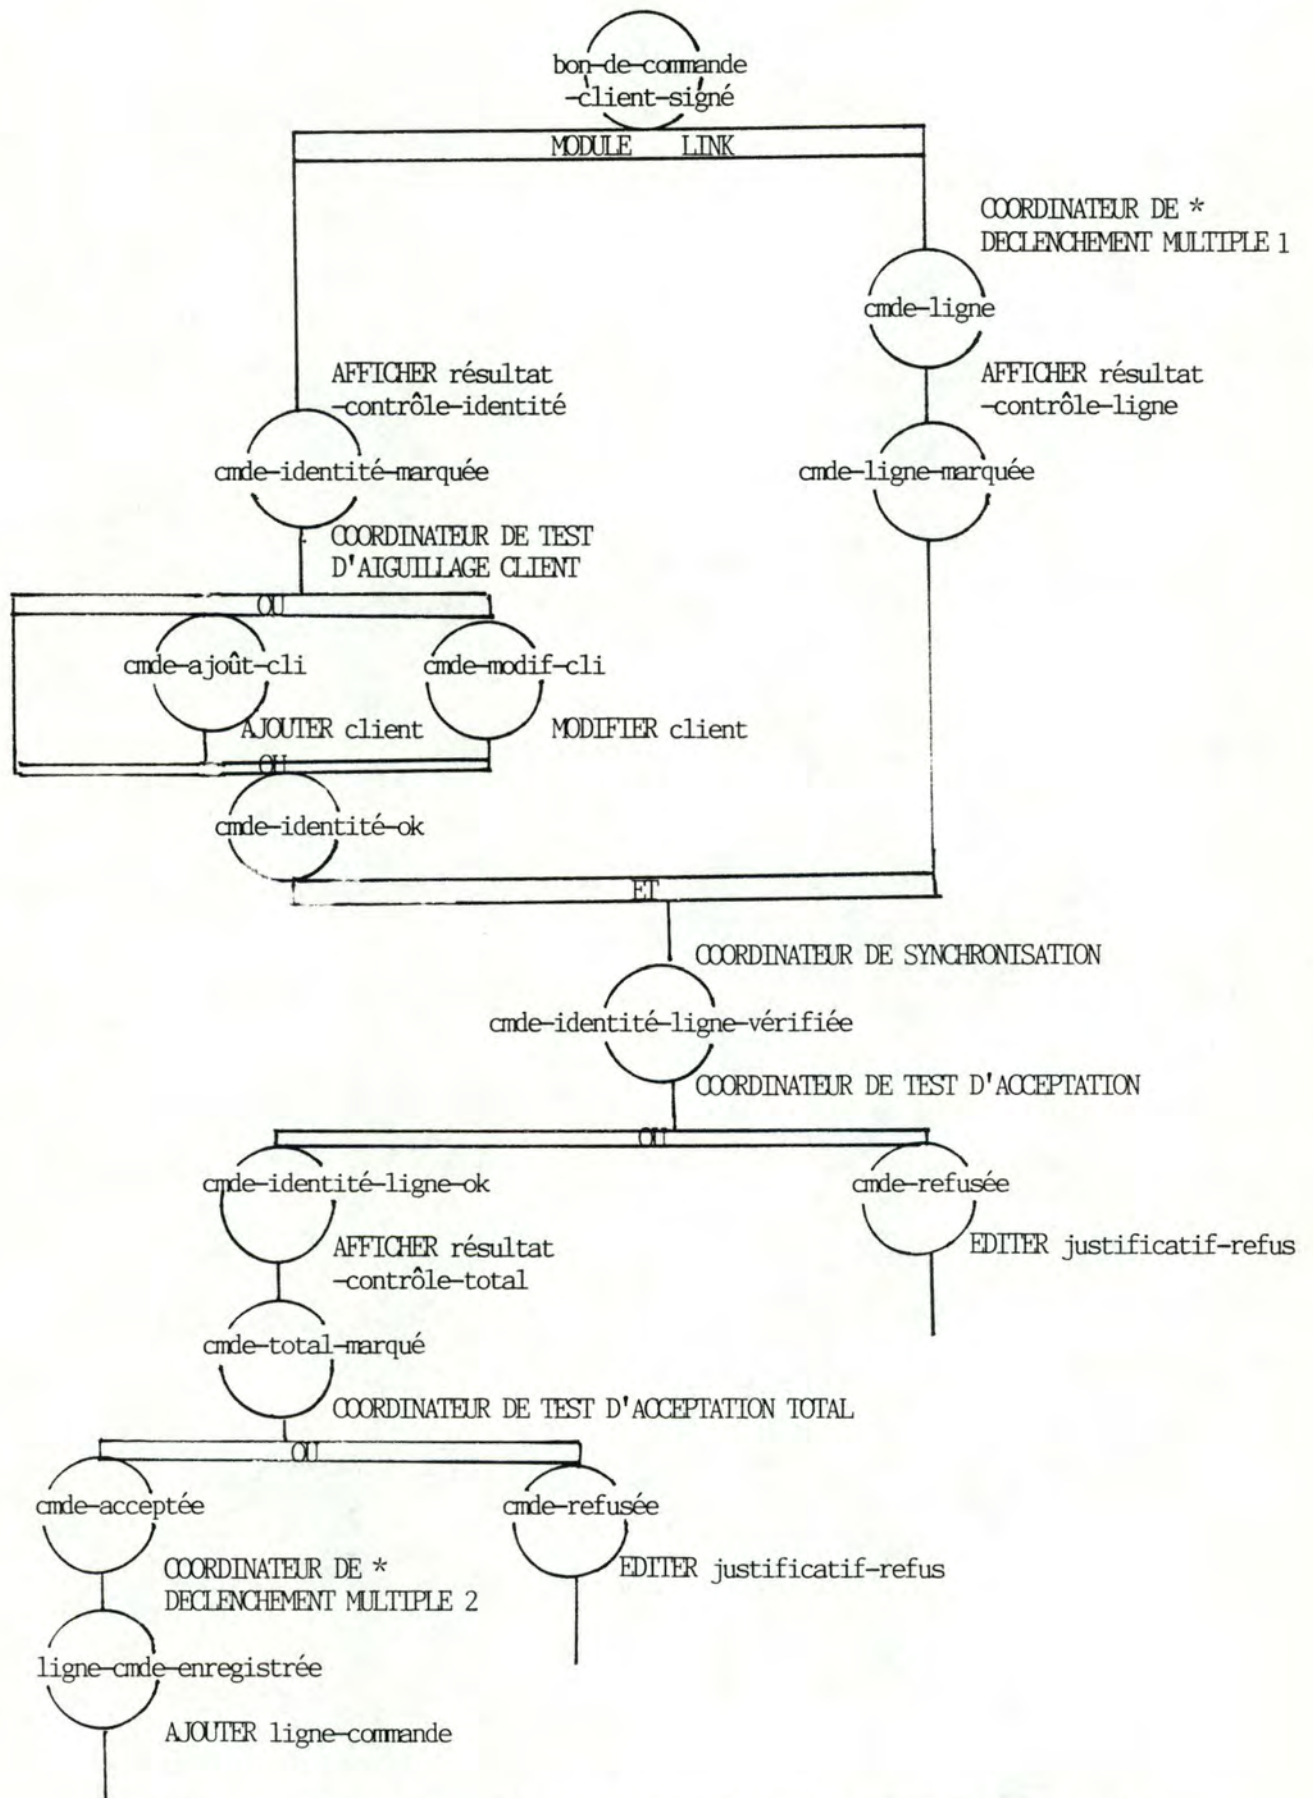 bon-de-commande
-client-signé
MODULE LINK
COORDINATEUR DE *
DECLENCHEMENT MULTIPLE 1
cmde-ligne
AFFICHER résultat
-contrôle-identité
AFFICHER résultat
-contrôle-ligne
cmde-identité-marquée
cmde-ligne-marquée
COORDINATEUR DE TEST
D'AIGUILLAGE CLIENT
OU
cmde-ajoût-cli
cmde-modif-cli
AJOUTER client
MODIFIER client
OU
cmde-identité-ok
ET
COORDINATEUR DE SYNCHRONISATION
cmde-identité-ligne-vérifiée
COORDINATEUR DE TEST D'ACCEPTATION
OU
cmde-identité-ligne-ok
cmde-refusée
AFFICHER résultat
-contrôle-total
EDITER justificatif-refus
cmde-total-marqué
COORDINATEUR DE TEST D'ACCEPTATION TOTAL
OU
cmde-acceptée
cmde-refusée
COORDINATEUR DE *
DECLENCHEMENT MULTIPLE 2
EDITER justificatif-refus
ligne-cmde-enregistrée
AJOUTER ligne-commande